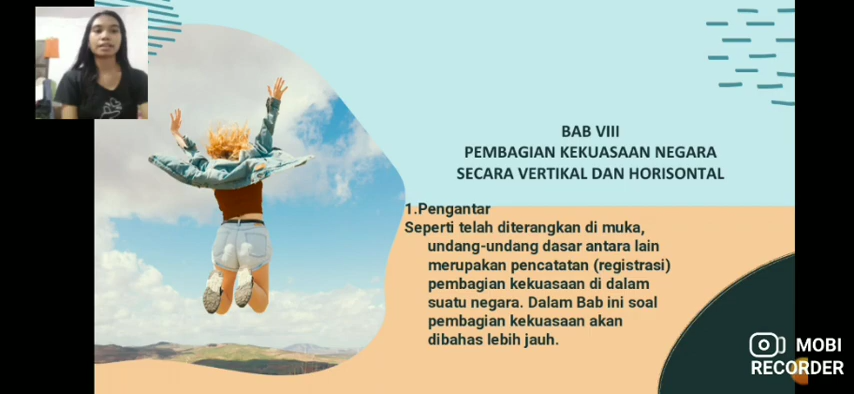 BAB VIII
PEMBAGIAN KEKUASAAN NEGARA
SECARA VERTIKAL DAN HORISONTAL
1.Pengantar
Seperti telah diterangkan di muka,
undang-undang dasar antara lain
merupakan pencatatan (registrasi)
pembagian kekuasaan di dalam
suatu negara. Dalam Bab ini soal
pembagian kekuasaan akan
dibahas lebih jauh.
MOBI
RECORDER